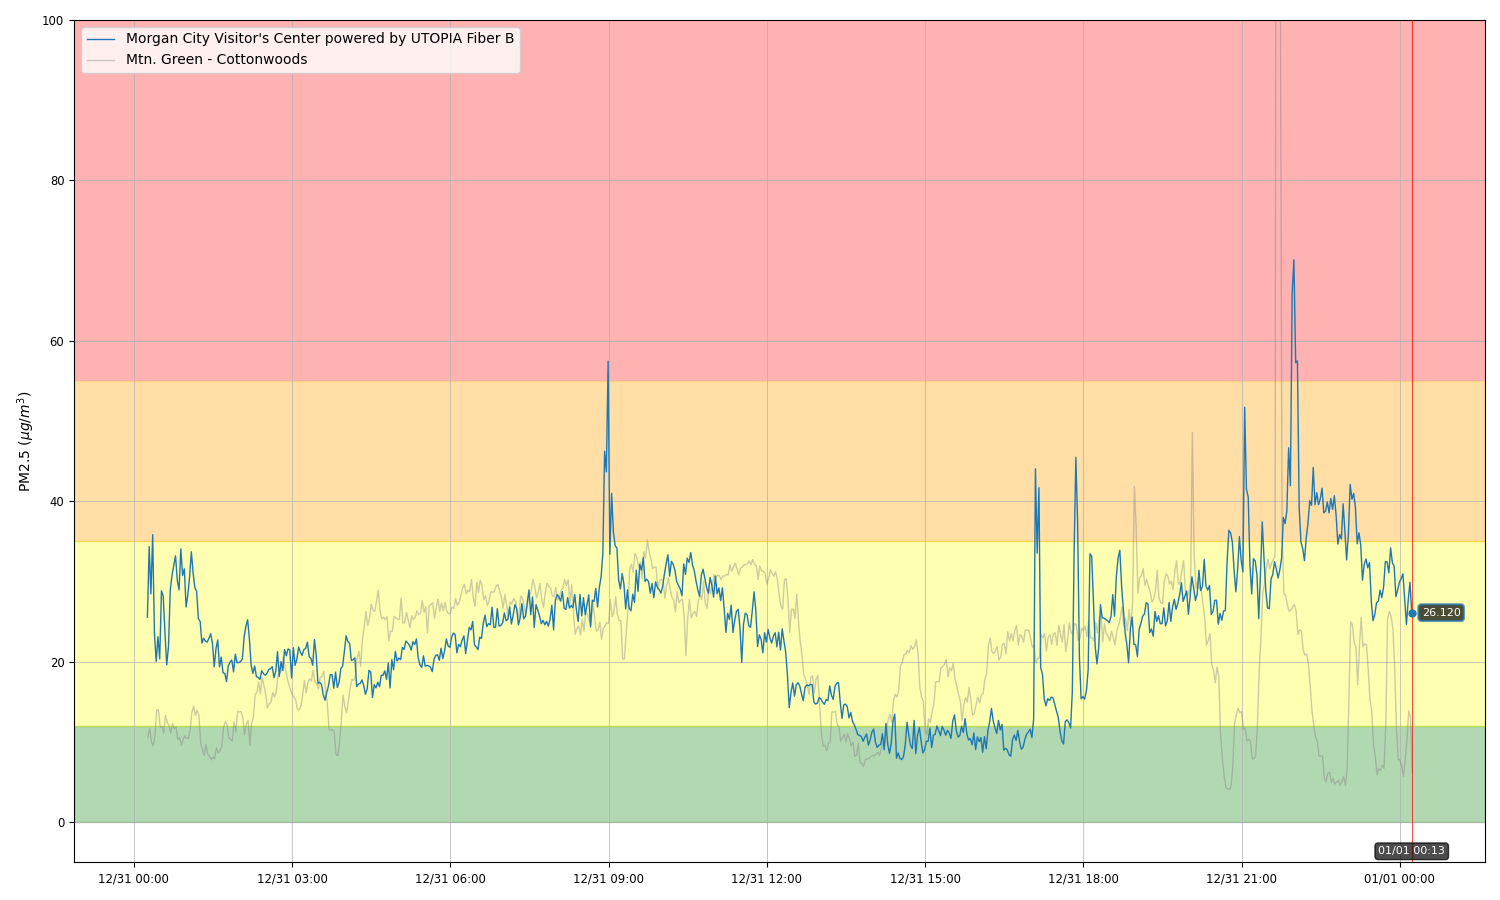 100
Morgan City Visitor's Center powered by UTOPIA Fiber B
Mtn. Green - Cottonwoods
80
60
PM2.5 (μg/m³)
40
26.120
20
0
01/01 00:13
12/31 00:00 12/31 03:00 12/31 06:00 12/31 09:00 12/31 12:00 12/31 15:00 12/31 18:00 12/31 21:00 01/01 00:00